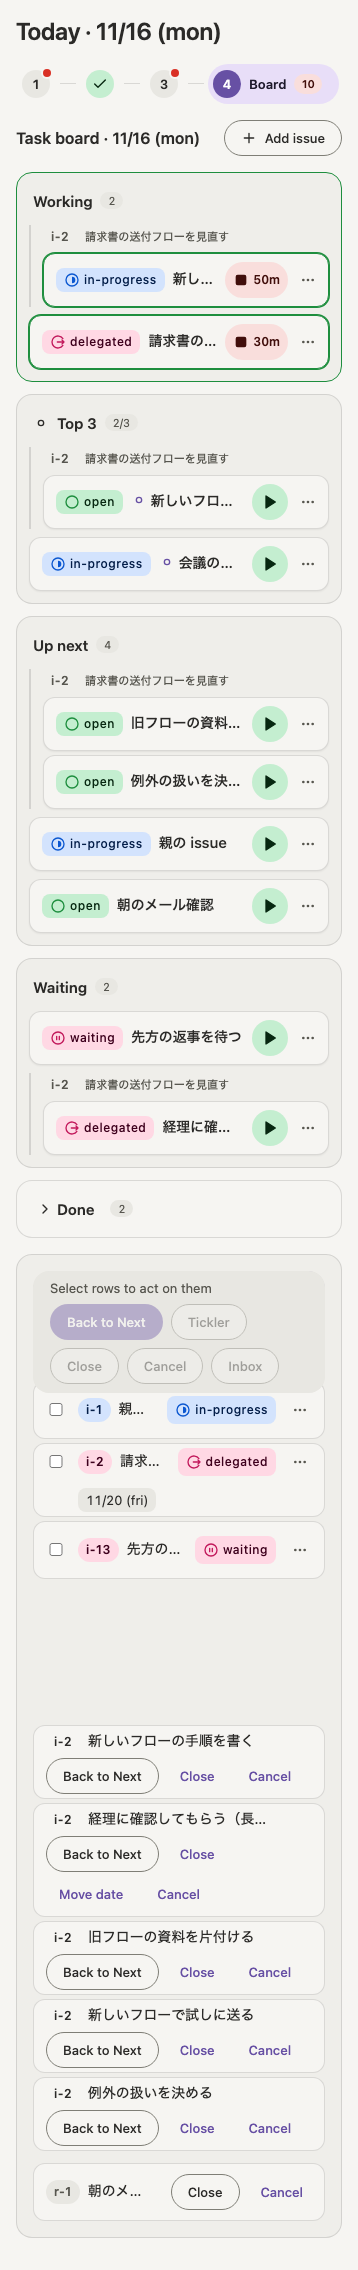 Today · 11/16 (mon)
1 3 4 Board 10
Task board · 11/16 (mon) + Add issue
Working 2
i-2 請求書の送付フローを見直す
in-progress 新し... 50m ...
delegated 請求書の... 30m ...
Top 3 2/3
i-2 請求書の送付フローを見直す
open 新しいフロ... ...
in-progress 会議の... ...
Up next 4
i-2 請求書の送付フローを見直す
open 旧フローの資料... ...
open 例外の扱いを決... ...
in-progress 親の issue ...
open 朝のメール確認 ...
Waiting 2
waiting 先方の返事を待つ ...
i-2 請求書の送付フローを見直す
delegated 経理に確... ...
Done 2
Select rows to act on them
Back to Next Tickler
Close Cancel Inbox
i-1 親... in-progress ...
i-2 請求... delegated ...
11/20 (fri)
i-13 先方の... waiting ...
i-2 新しいフローの手順を書く
Back to Next Close Cancel
i-2 経理に確認してもらう（長...
Back to Next Close
Move date Cancel
i-2 旧フローの資料を片付ける
Back to Next Close Cancel
i-2 新しいフローで試しに送る
Back to Next Close Cancel
i-2 例外の扱いを決める
Back to Next Close Cancel
r-1 朝のメ... Close Cancel